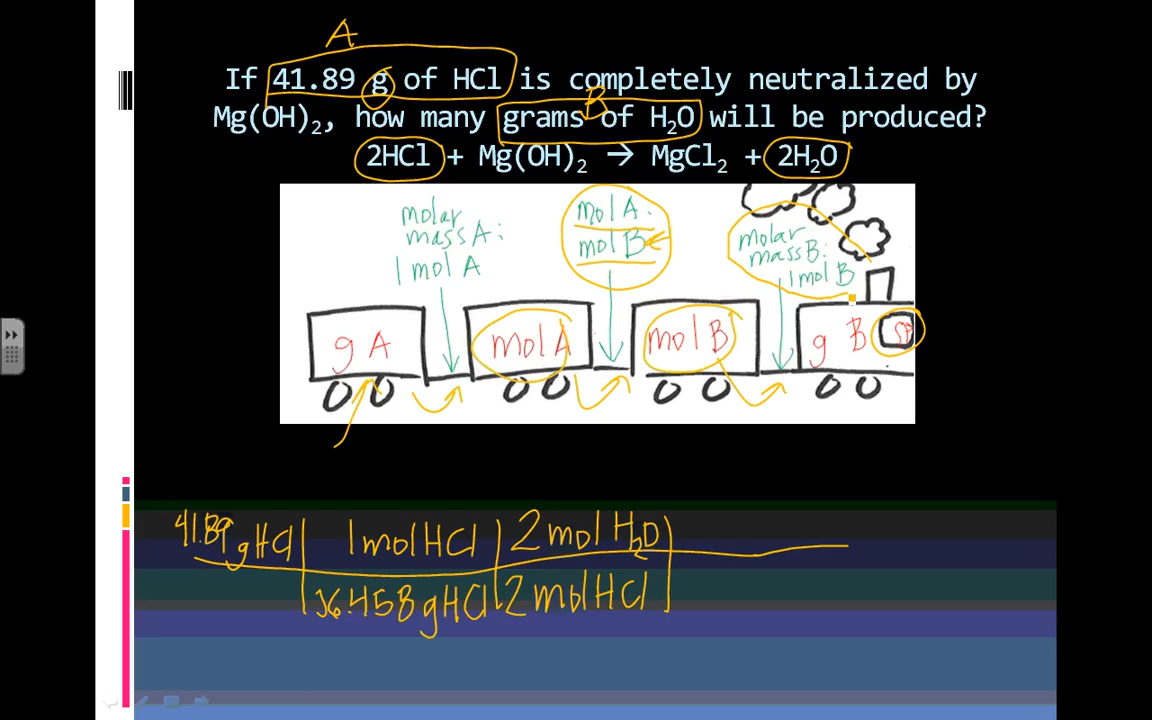 A
If 41.89 g of HCl is completely neutralized by
B
Mg(OH)₂, how many grams of H₂O will be produced?
2HCl + Mg(OH)₂ → MgCl₂ + 2H₂O
molar mass A: 1 mol A
mol A
mol B
molar mass B: 1 mol B
g A
mol A
mol B
g B
41.89 g HCl | 1 mol HCl | 2 mol H₂O
36.458 g HCl | 2 mol HCl